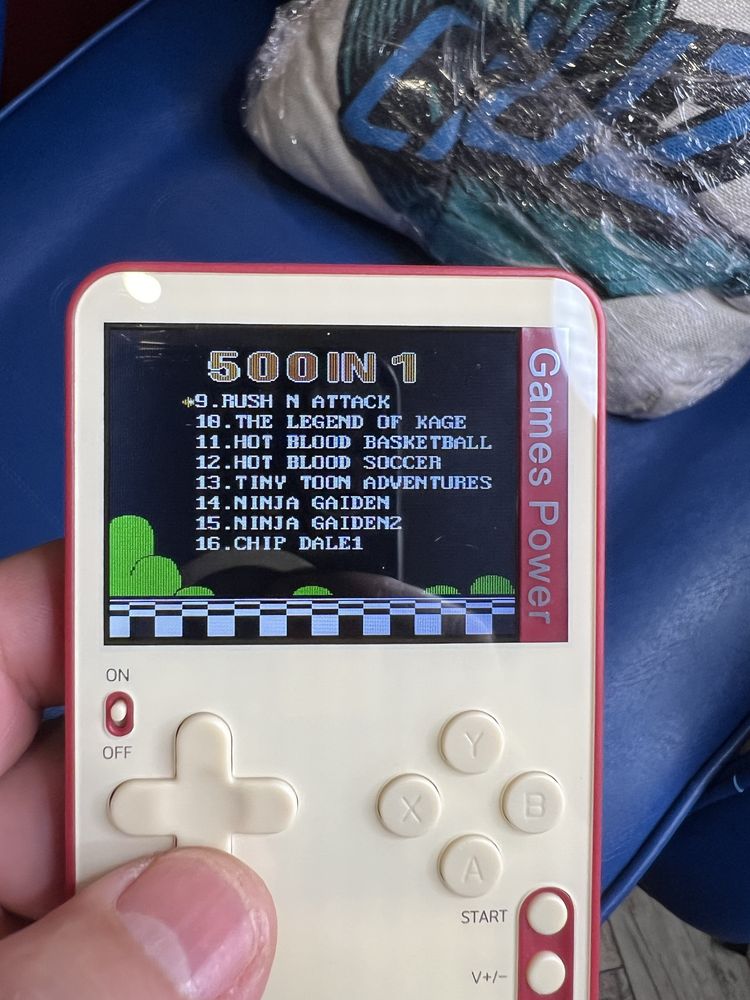 500IN1
9.RUSH N ATTACK
10.THE LEGEND OF KAGE
11.HOT BLOOD BASKETBALL
12.HOT BLOOD SOCCER
13.TINY TOON ADVENTURES
14.NINJA GAIDEN
15.NINJA GAIDEN2
16.CHIP DALE1
Games Power
ON
OFF
Y
X
B
A
START
V+/-